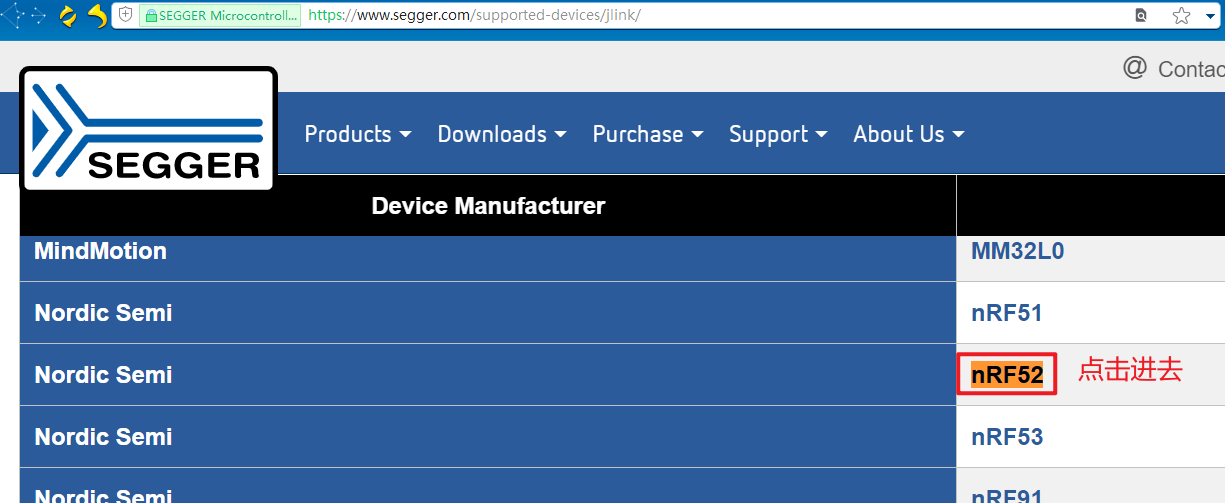 SEGGER Microcontroll... https://www.segger.com/supported-devices/jlink/
@ Contac
SEGGER
Products Downloads Purchase Support About Us
Device Manufacturer
MindMotion MM32L0
Nordic Semi nRF51
Nordic Semi nRF52 点击进去
Nordic Semi nRF53
Nordic Semi nRF91